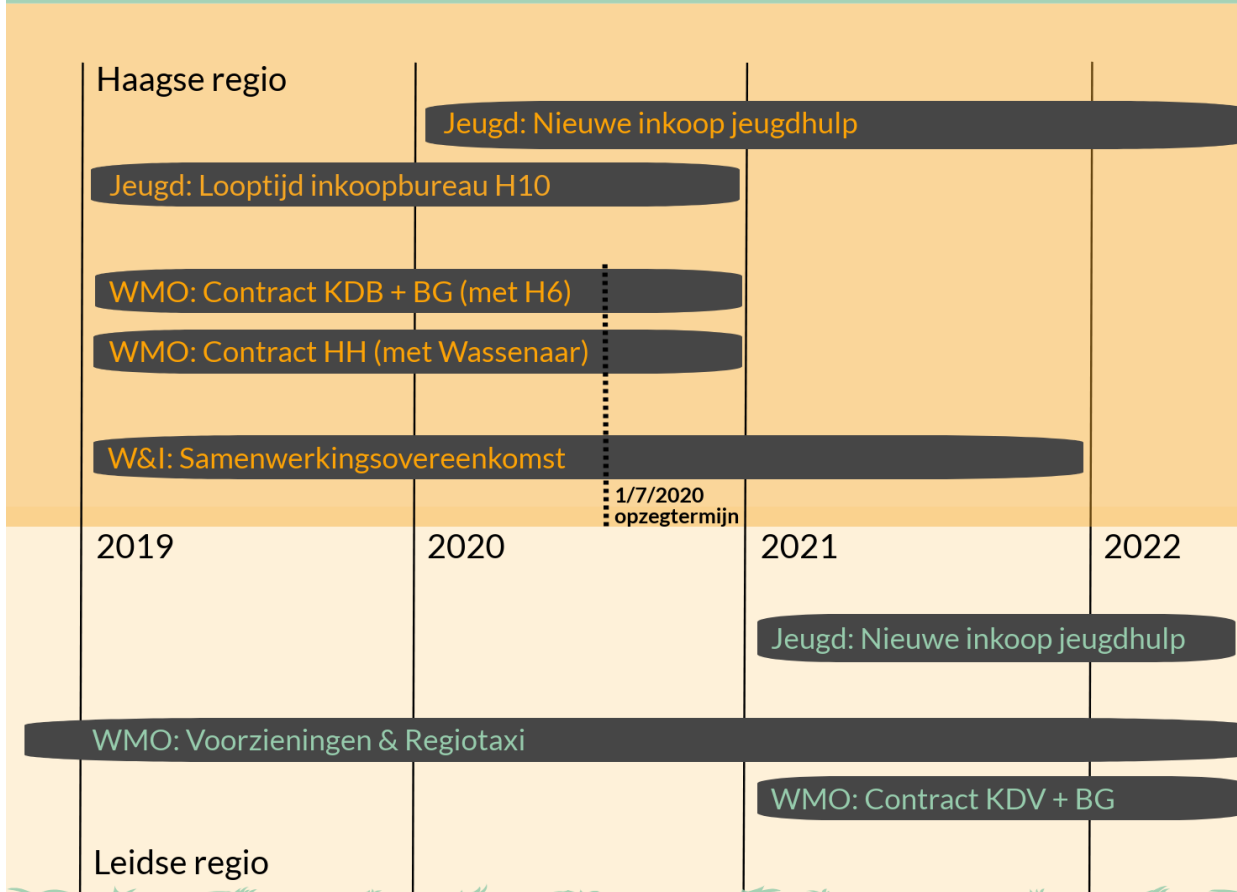 Haagse regio
Jeugd: Nieuwe inkoop jeugdhulp
Jeugd: Looptijd inkoopbureau H10
WMO: Contract KDB + BG (met H6)
WMO: Contract HH (met Wassenaar)
W&I: Samenwerkingsovereenkomst
1/7/2020
opzegtermijn
2019 2020 2021 2022
Jeugd: Nieuwe inkoop jeugdhulp
WMO: Voorzieningen & Regiotaxi
WMO: Contract KDV + BG
Leidse regio